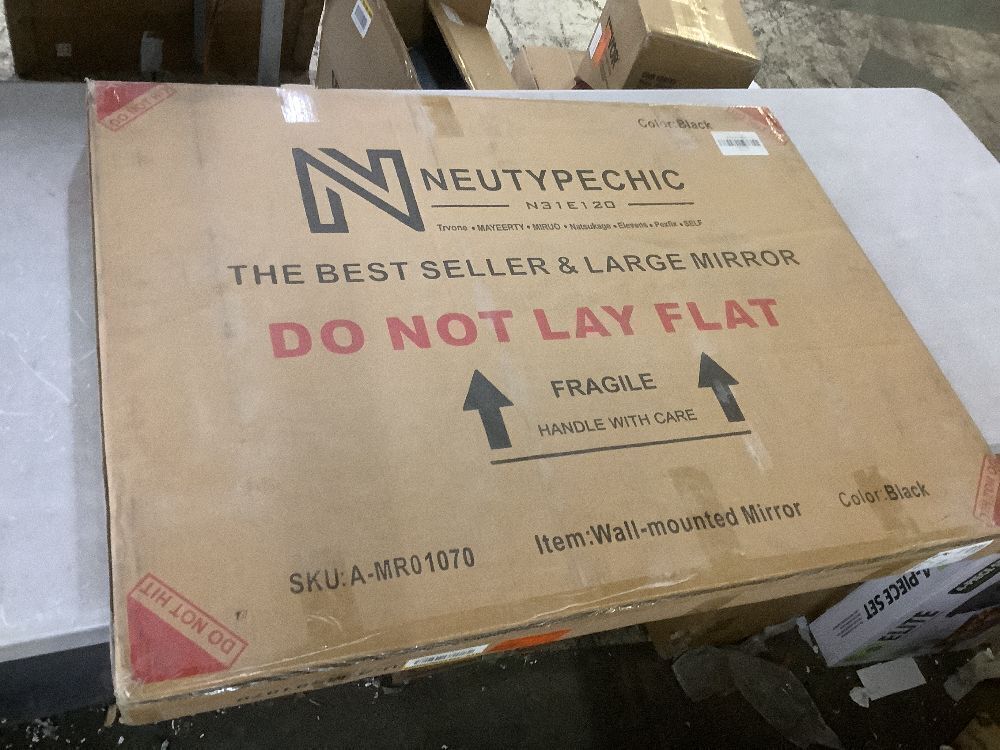 DO NOT HIT
Color:Black
N NEUTYPECHIC
N31E120
Trvone • MAYEERTY • MIRUO • Natsukage • Elevens • Pexfix • SELF
THE BEST SELLER & LARGE MIRROR
DO NOT LAY FLAT
FRAGILE
HANDLE WITH CARE
SKU:A-MR01070
Item:Wall-mounted Mirror
Color:Black
DO NOT HIT
4-PIECE SET
ELITE